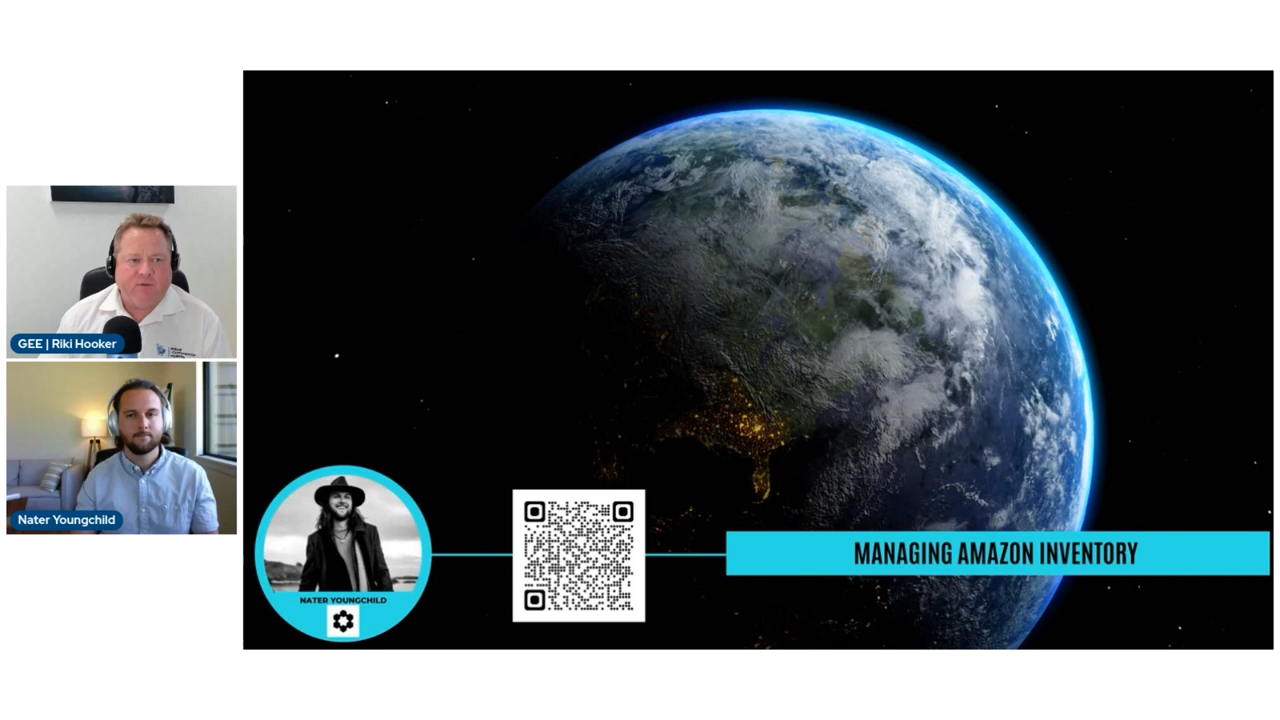 GEE | Riki Hooker
Nater Youngchild
NATER YOUNGCHILD
MANAGING AMAZON INVENTORY